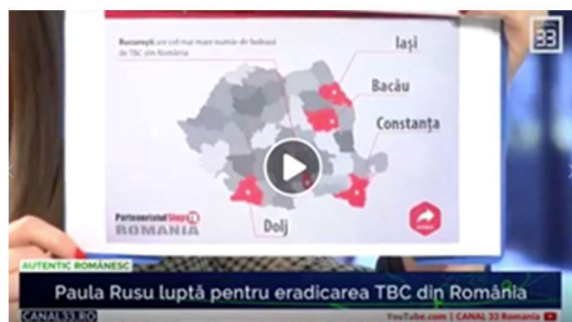 33
București are cel mai mare număr de bolnavi
de TBC din România
Iași
Bacău
Constanța
Dolj
Parteneriatul Stop TB
ROMANIA
AUTENTIC ROMÂNESC
Paula Rusu luptă pentru eradicarea TBC din România
CANAL33.RO
YouTube.com | CANAL 33 Romania